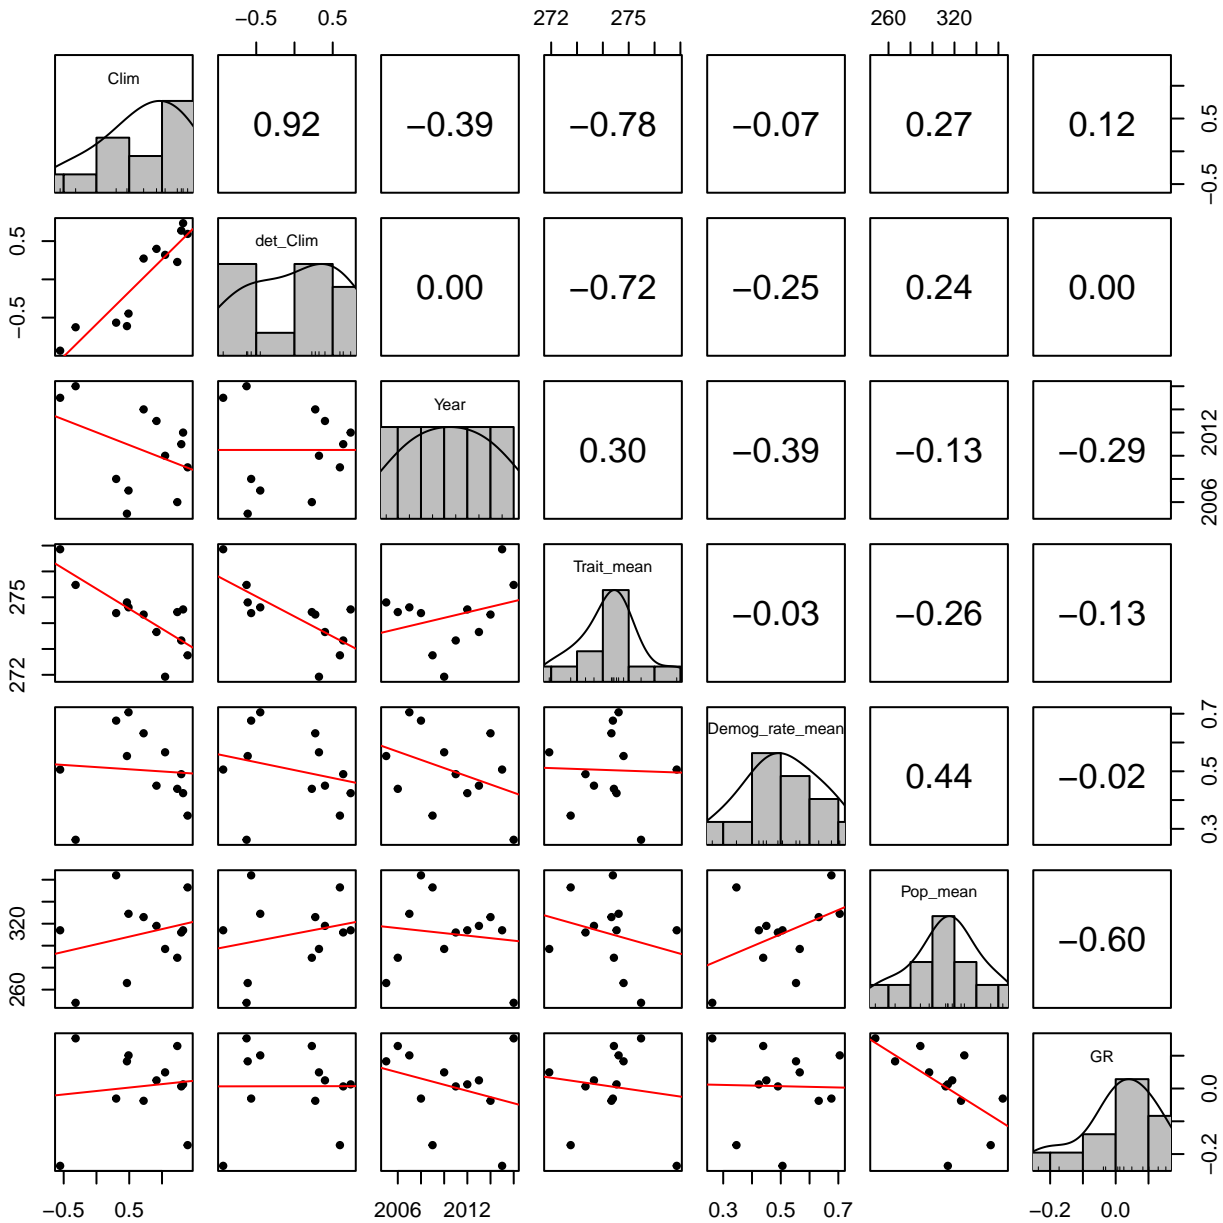 −0.5 0.5 272 275 260 320
Clim 0.92 −0.39 −0.78 −0.07 0.27 0.12 −0.5 0.5
−0.5 0.5 det_Clim 0.00 −0.72 −0.25 0.24 0.00
Year 0.30 −0.39 −0.13 −0.29 2006 2012
272 275 Trait_mean −0.03 −0.26 −0.13
Demog_rate_mean 0.44 −0.02 0.3 0.5 0.7
260 320 Pop_mean −0.60
GR −0.2 0.0
−0.5 0.5 2006 2012 0.3 0.5 0.7 −0.2 0.0